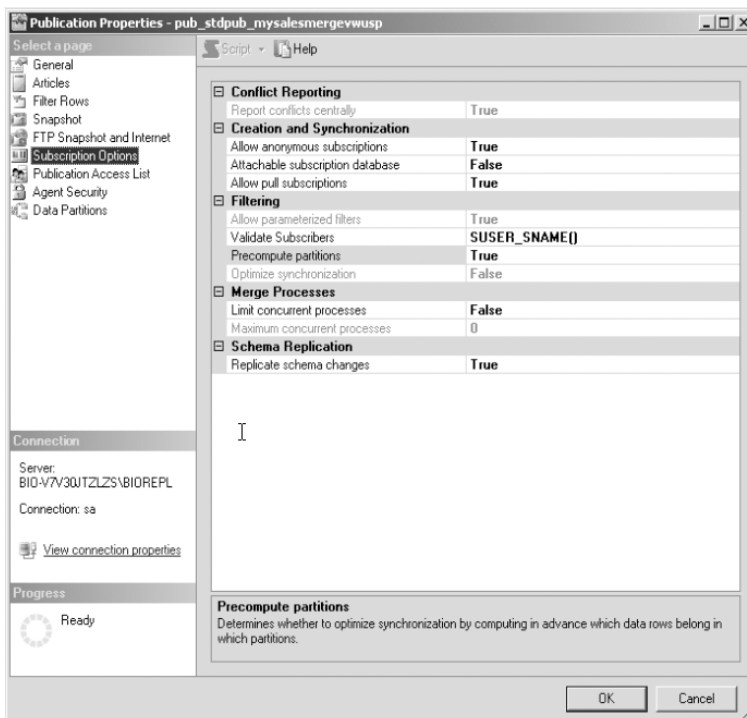 Publication Properties - pub_stdpub_mysalesmergevwusp
Select a page
General
Articles
Filter Rows
Snapshot
FTP Snapshot and Internet
Subscription Options
Publication Access List
Agent Security
Data Partitions
Script
Help
Conflict Reporting
Report conflicts centrally True
Creation and Synchronization
Allow anonymous subscriptions True
Attachable subscription database False
Allow pull subscriptions True
Filtering
Allow parameterized filters True
Validate Subscribers SUSER_SNAME()
Precompute partitions True
Optimize synchronization False
Merge Processes
Limit concurrent processes False
Maximum concurrent processes 0
Schema Replication
Replicate schema changes True
Connection
Server:
BIO-V7V30JTZLZS\BIOREPL
Connection: sa
View connection properties
Progress
Ready
Precompute partitions
Determines whether to optimize synchronization by computing in advance which data rows belong in
which partitions.
OK
Cancel